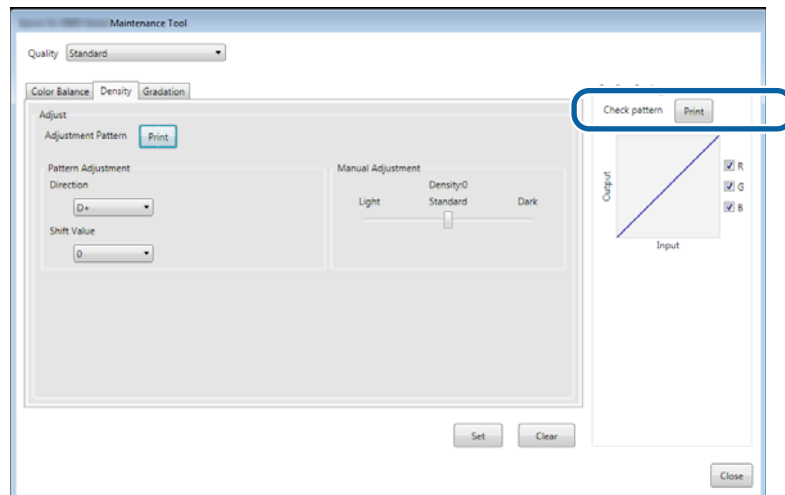 Maintenance Tool
Quality Standard
Color Balance Density Gradation
Adjust
Adjustment Pattern Print
Pattern Adjustment
Direction
D+
Shift Value
0
Manual Adjustment
Density:0
Light Standard Dark
Check pattern Print
Output
R
G
B
Input
Set Clear
Close